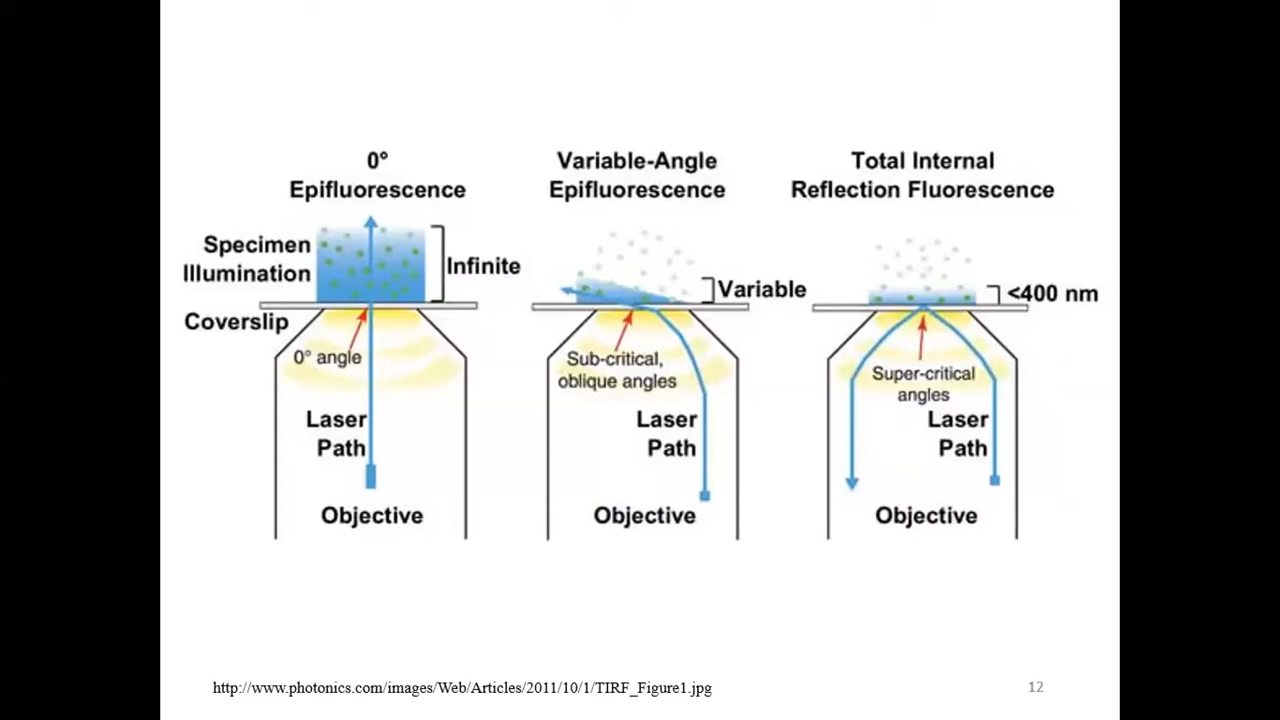 0°
Epifluorescence
Specimen
Illumination
Infinite
Coverslip
0° angle
Laser
Path
Objective
Variable-Angle
Epifluorescence
Variable
Sub-critical,
oblique angles
Laser
Path
Objective
Total Internal
Reflection Fluorescence
<400 nm
Super-critical
angles
Laser
Path
Objective
http://www.photonics.com/images/Web/Articles/2011/10/1/TIRF_Figure1.jpg
12